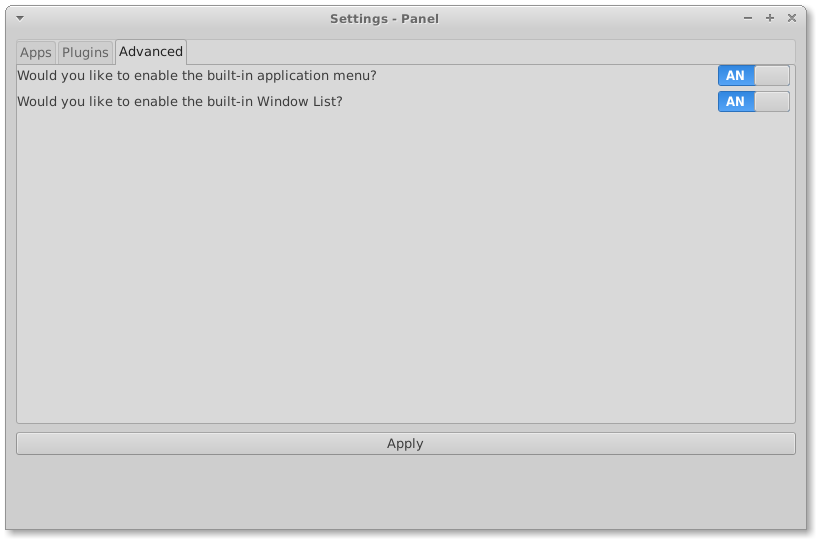 Settings - Panel
Apps Plugins Advanced
Would you like to enable the built-in application menu? AN
Would you like to enable the built-in Window List? AN
Apply